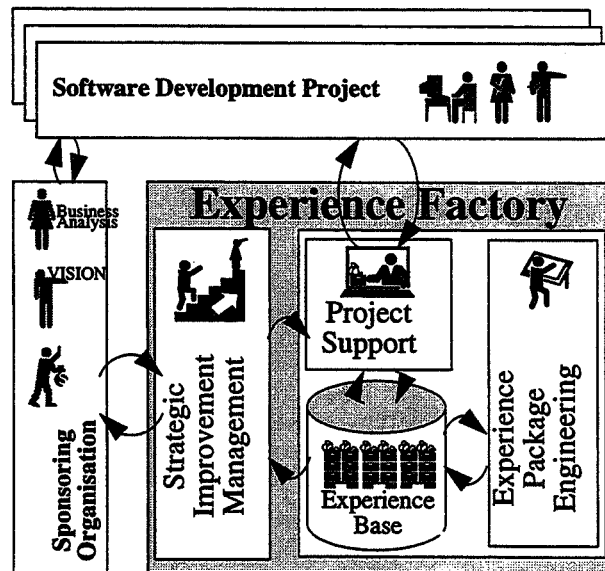 Software Development Project
Experience Factory
Business
Analysis
VISION
Sponsoring
Organisation
Strategic
Improvement
Management
Project
Support
Experience
Base
Experience
Package
Engineering